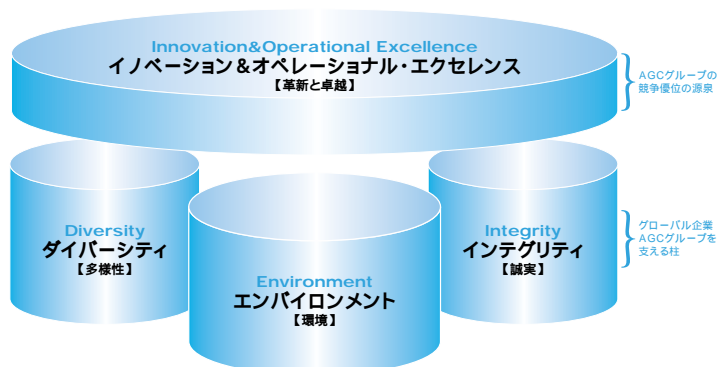 Innovation&Operational Excellence
イノベーション&オペレーショナル・エクセレンス
【革新と卓越】
AGCグループの
競争優位の源泉
Diversity
ダイバーシティ
【多様性】
Environment
エンバイロンメント
【環境】
Integrity
インテグリティ
【誠実】
グローバル企業
AGCグループを
支える柱